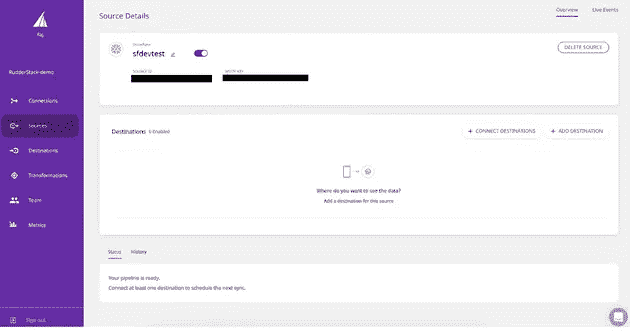 RudderStack-demo
Connections
Sources
Destinations
Transformations
Team
Metrics
Sign out
Source Details
Overview
Live Events
sfdevtest
DELETE SOURCE
SOURCE ID
WRITE KEY
Destinations 0 Enabled
+ CONNECT DESTINATIONS
+ ADD DESTINATION
Where do you want to use the data?
Add a destination for this source
Status
History
Your pipeline is ready.
Connect at least one destination to schedule the next sync.